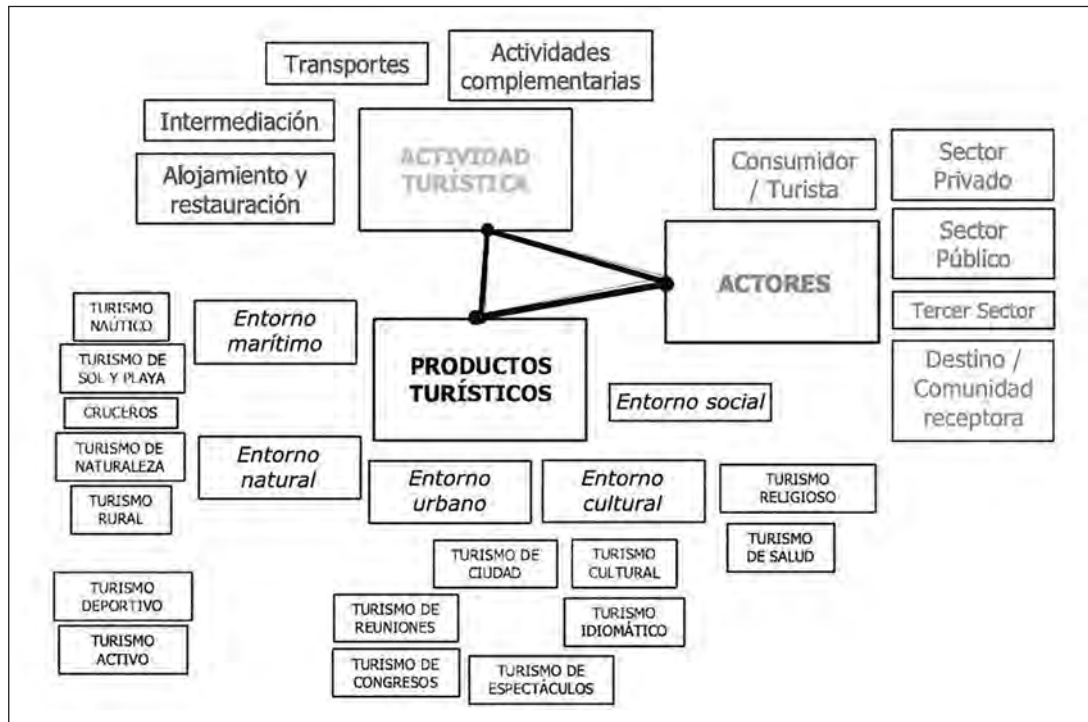 Transportes
Actividades
complementarias
Intermediación
Alojamiento y
restauración
ACTIVIDAD
TURÍSTICA
Consumidor
/ Turista
Sector
Privado
Sector
Público
Tercer Sector
Destino /
Comunidad
receptora
ACTORES
PRODUCTOS
TURÍSTICOS
Entorno
marítimo
Entorno
natural
Entorno
urbano
Entorno
cultural
Entorno social
TURISMO
NAÚTICO
TURISMO DE
SOL Y PLAYA
CRUCEROS
TURISMO DE
NATURALEZA
TURISMO
RURAL
TURISMO
DEPORTIVO
TURISMO
ACTIVO
TURISMO DE
CIUDAD
TURISMO
CULTURAL
TURISMO DE
REUNIONES
TURISMO
IDIOMÁTICO
TURISMO DE
CONGRESOS
TURISMO DE
ESPECTÁCULOS
TURISMO
RELIGIOSO
TURISMO
DE SALUD